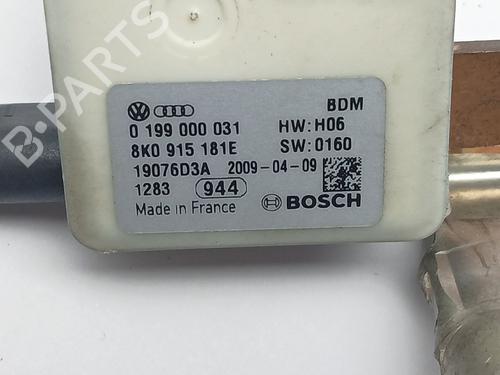 B-PARTS
BDM
0 199 000 031 HW: H06
8K0 915 181E SW: 0160
19076D3A 2009-04-09
1283 944
Made in France BOSCH